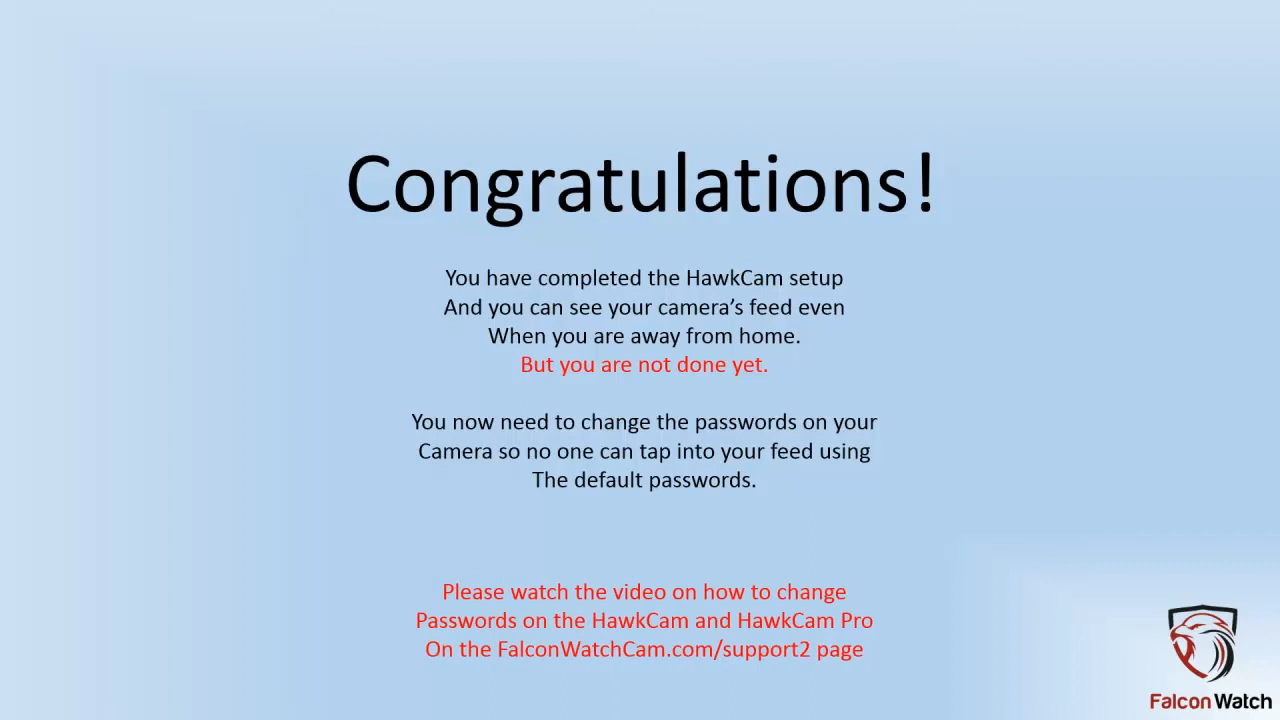 Congratulations!
You have completed the HawkCam setup
And you can see your camera’s feed even
When you are away from home.
But you are not done yet.
You now need to change the passwords on your
Camera so no one can tap into your feed using
The default passwords.
Please watch the video on how to change
Passwords on the HawkCam and HawkCam Pro
On the FalconWatchCam.com/support2 page
Falcon Watch